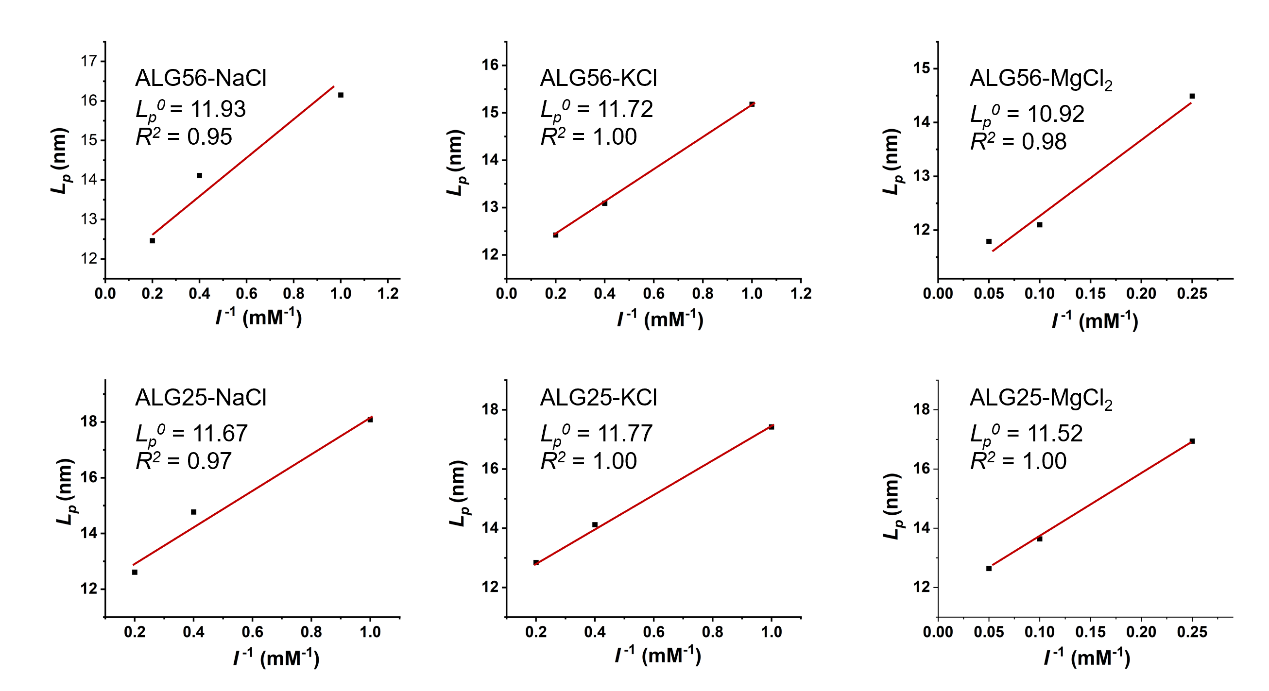 ALG56-NaCl
Lp⁰ = 11.93
R² = 0.95
Lp (nm)
17
16
15
14
13
12
0.0 0.2 0.4 0.6 0.8 1.0 1.2
I⁻¹ (mM⁻¹)
ALG56-KCl
Lp⁰ = 11.72
R² = 1.00
Lp (nm)
16
15
14
13
12
0.0 0.2 0.4 0.6 0.8 1.0 1.2
I⁻¹ (mM⁻¹)
ALG56-MgCl₂
Lp⁰ = 10.92
R² = 0.98
Lp (nm)
15
14
13
12
0.00 0.05 0.10 0.15 0.20 0.25
I⁻¹ (mM⁻¹)
ALG25-NaCl
Lp⁰ = 11.67
R² = 0.97
Lp (nm)
18
16
14
12
0.2 0.4 0.6 0.8 1.0
I⁻¹ (mM⁻¹)
ALG25-KCl
Lp⁰ = 11.77
R² = 1.00
Lp (nm)
18
16
14
12
0.2 0.4 0.6 0.8 1.0
I⁻¹ (mM⁻¹)
ALG25-MgCl₂
Lp⁰ = 11.52
R² = 1.00
Lp (nm)
18
16
14
12
0.00 0.05 0.10 0.15 0.20 0.25
I⁻¹ (mM⁻¹)